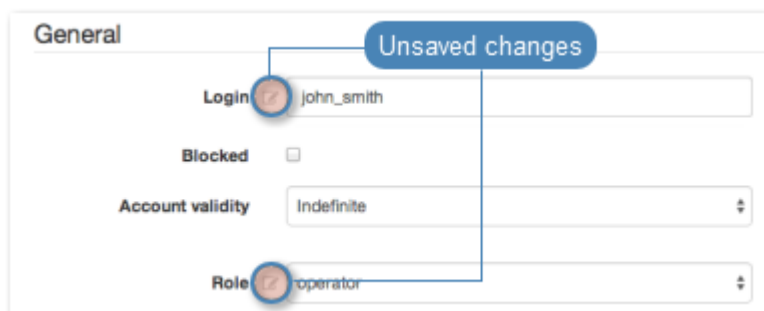 General
Unsaved changes
Login john_smith
Blocked
Account validity Indefinite
Role operator